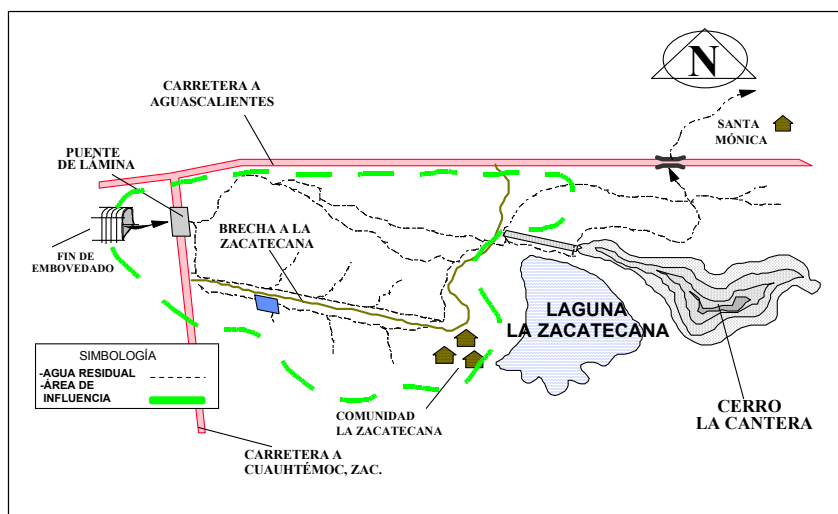 N
CARRETERA A
AGUASCALIENTES
SANTA
MÓNICA
PUENTE
DE LÁMINA
BRECHA A LA
ZACATECANA
FIN DE
EMBOVEDADO
LAGUNA
LA ZACATECANA
SIMBOLOGÍA
-AGUA RESIDUAL
-ÁREA DE
INFLUENCIA
COMUNIDAD
LA ZACATECANA
CERRO
LA CANTERA
CARRETERA A
CUAUHTÉMOC, ZAC.